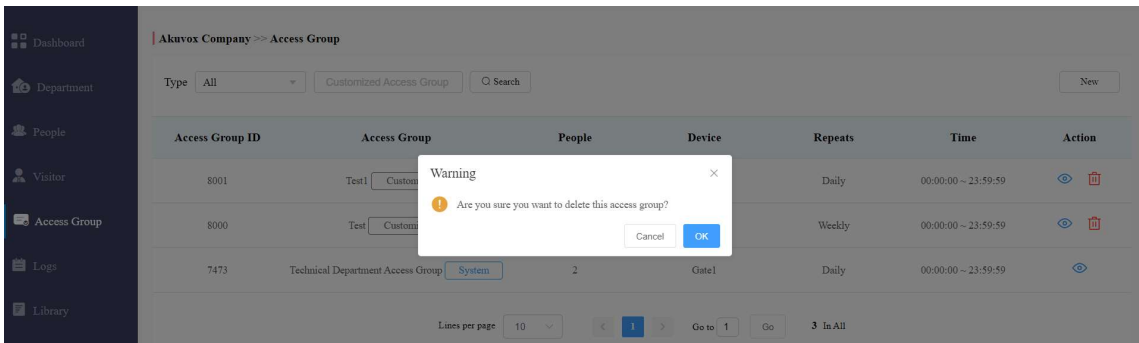 Dashboard
Department
People
Visitor
Access Group
Logs
Library
Akuvox Company >> Access Group
Type All Customized Access Group Search New
Access Group ID Access Group People Device Repeats Time Action
8001 Test1 Daily 00:00:00 ~ 23:59:59
8000 Test Weekly 00:00:00 ~ 23:59:59
7473 Technical Department Access Group System 2 Gate1 Daily 00:00:00 ~ 23:59:59
Warning
Are you sure you want to delete this access group?
Cancel OK
Lines per page 10 1 Go to 1 Go 3 In All